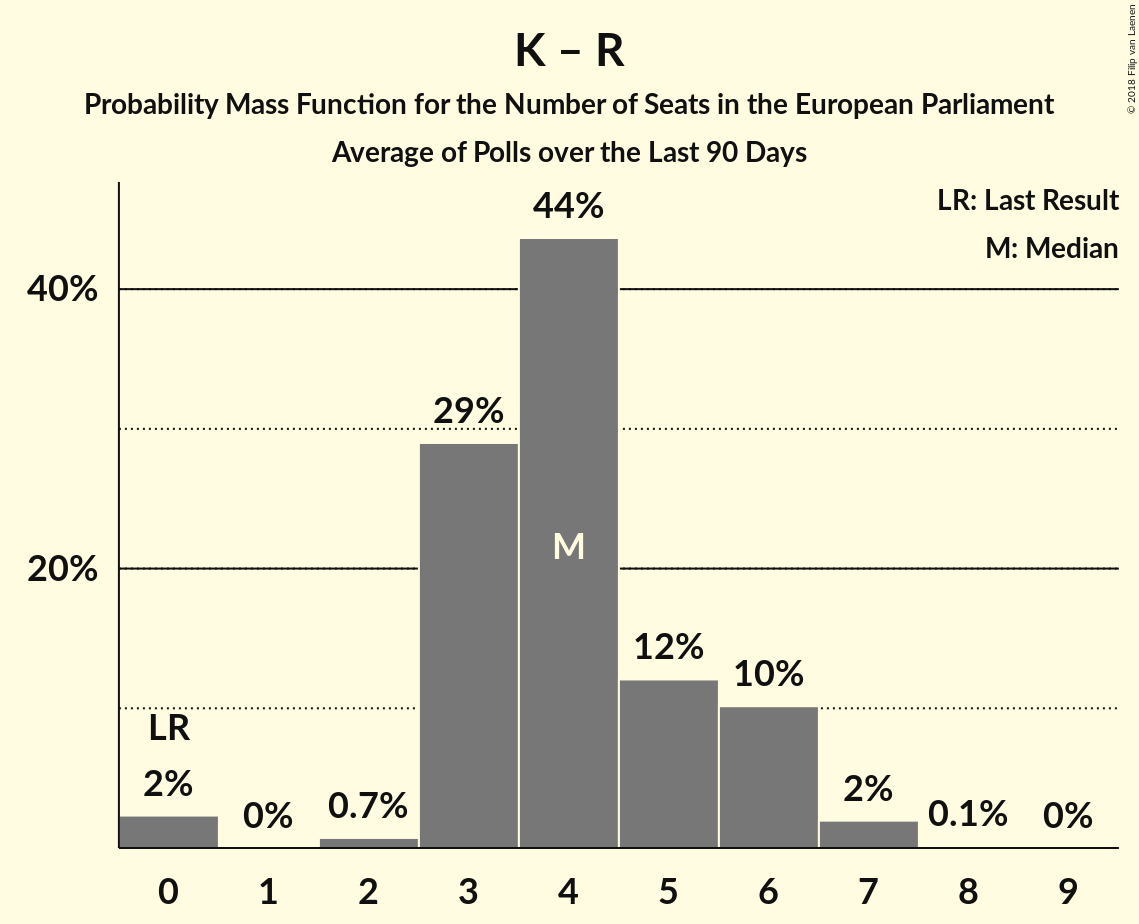 K – R
Probability Mass Function for the Number of Seats in the European Parliament
Average of Polls over the Last 90 Days
© 2018 Filip van Laenen
LR: Last Result
M: Median
40%
20%
LR
2%
0%
0.7%
29%
44%
M
12%
10%
2%
0.1%
0%
0 1 2 3 4 5 6 7 8 9